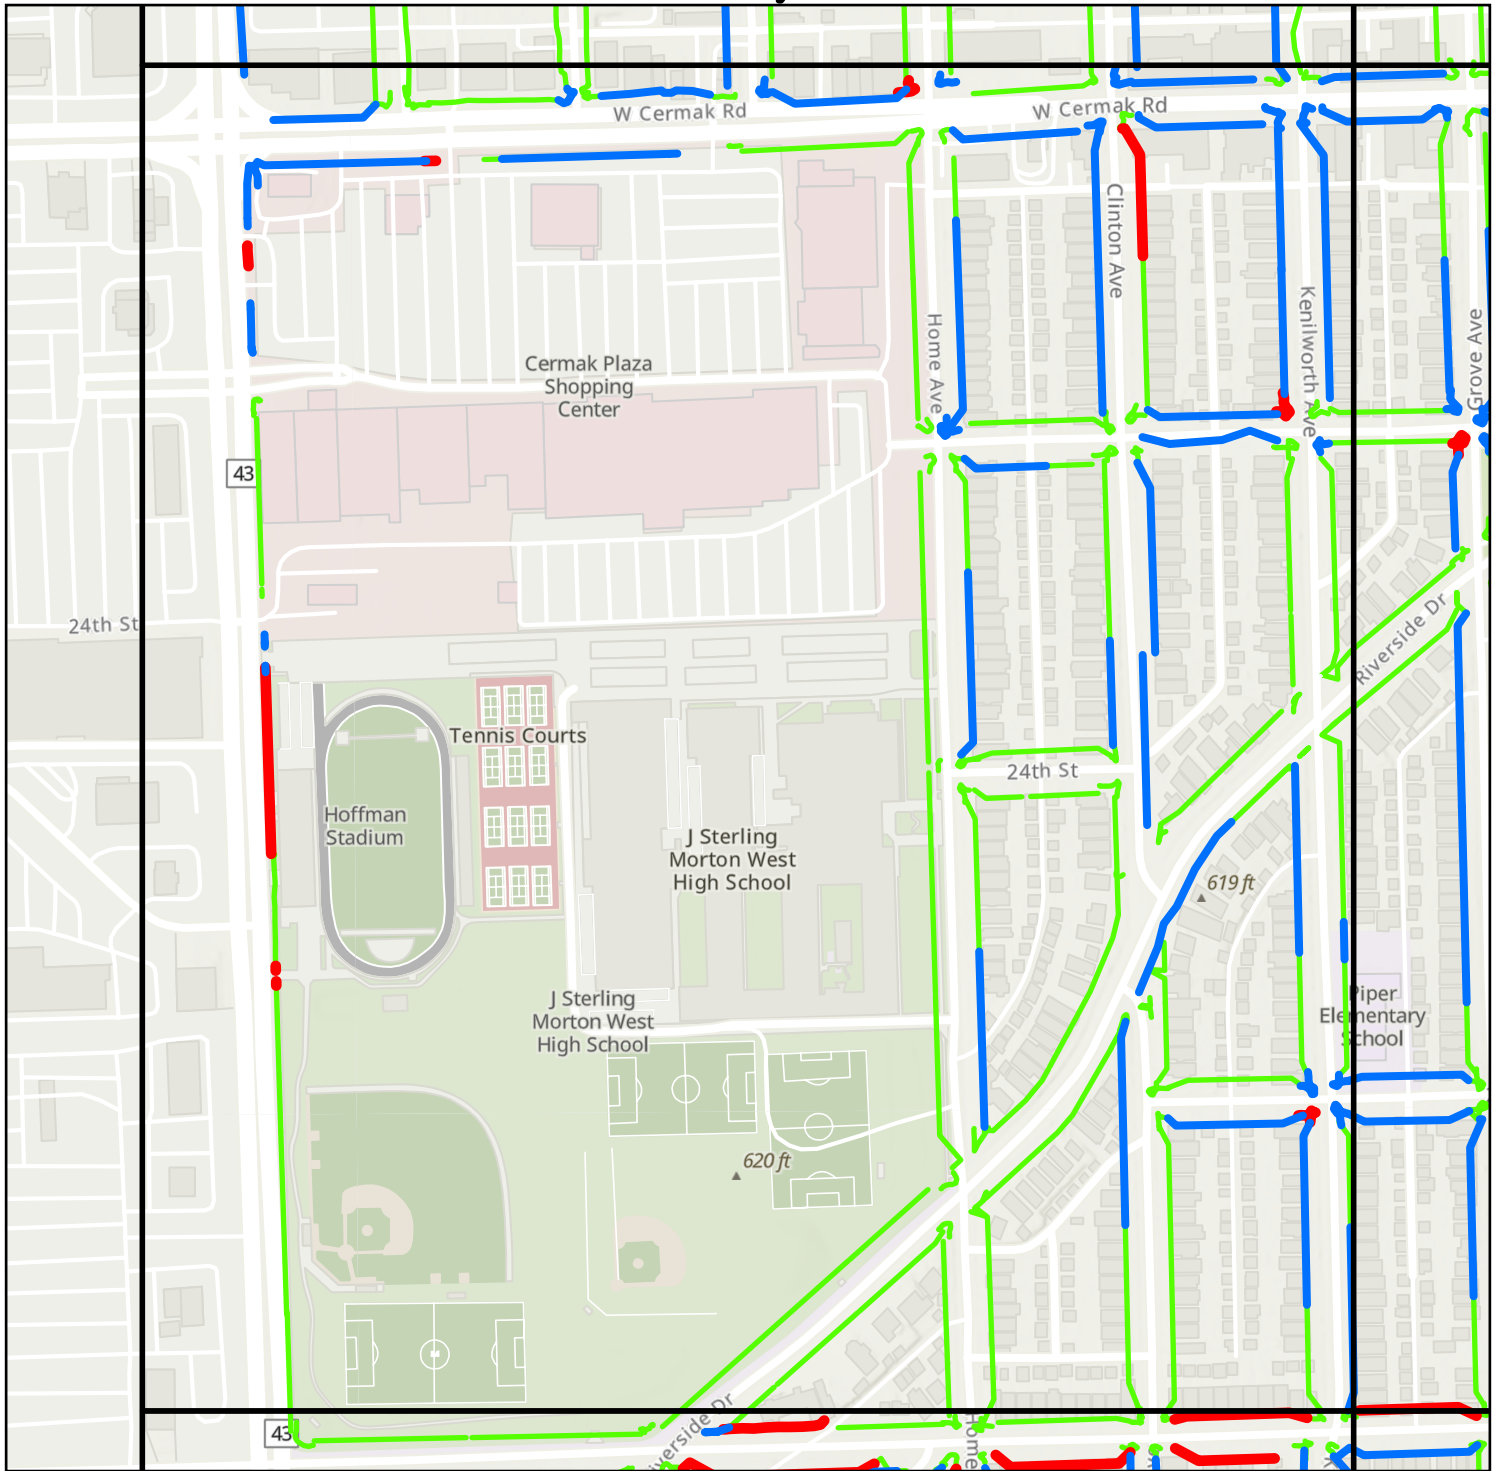 W Cermak Rd
W Cermak Rd
Clinton Ave
Kenilworth Ave
Home Ave
Grove Ave
Cermak Plaza
Shopping
Center
43
24th St
Riverside Dr
Tennis Courts
24th St
Hoffman
Stadium
J Sterling
Morton West
High School
619 ft
J Sterling
Morton West
High School
Piper
Elementary
School
620 ft
43
iverside Dr
Home